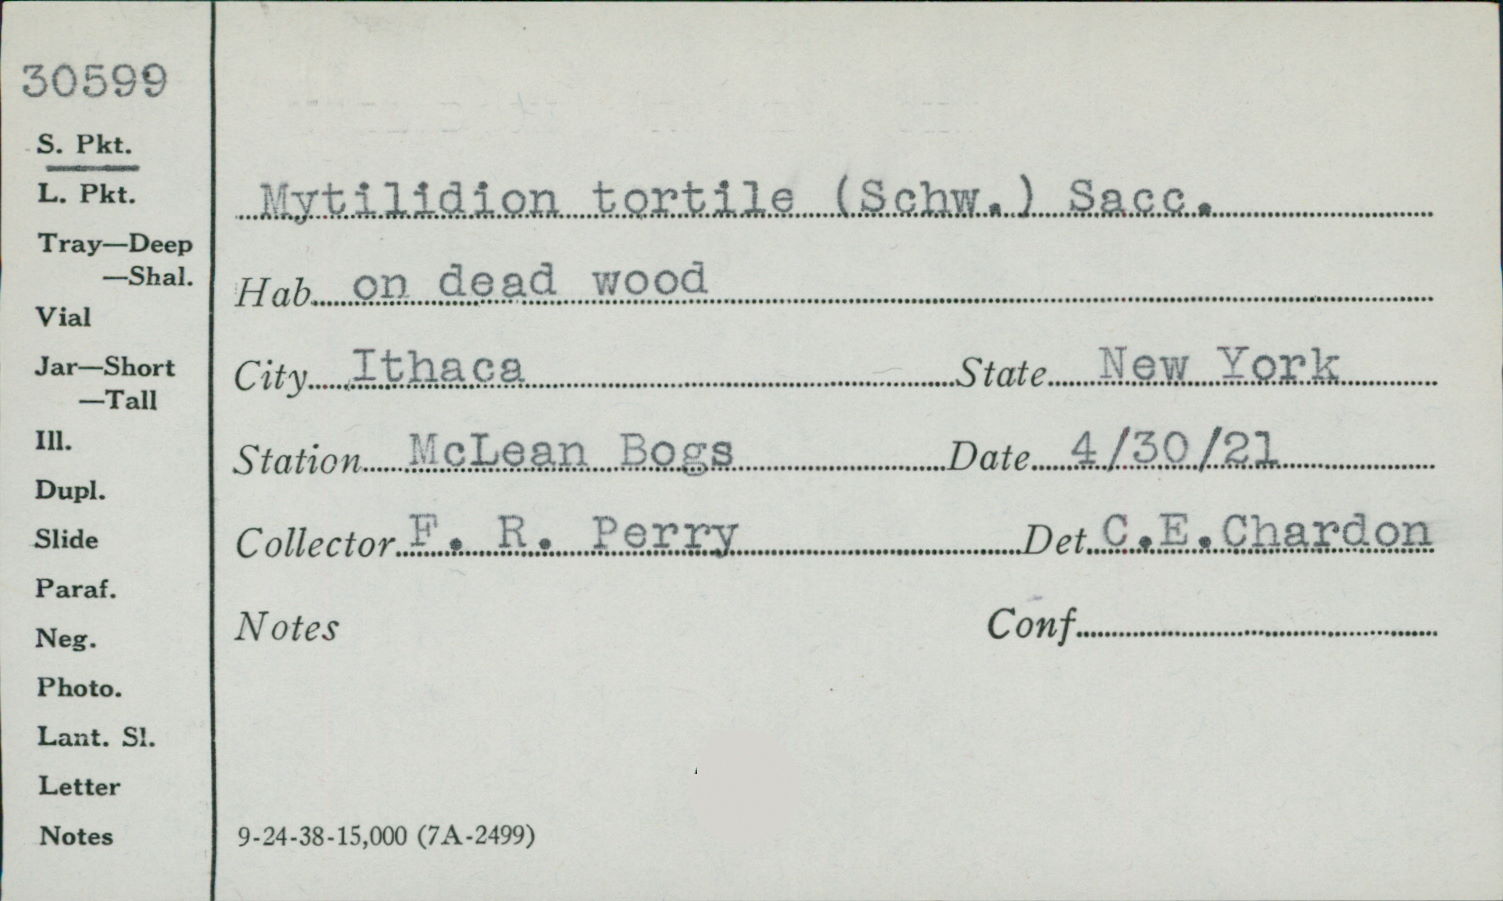 30599
S. Pkt.
L. Pkt.
Tray—Deep
—Shal.
Vial
Jar—Short
—Tall
Ill.
Dupl.
Slide
Paraf.
Neg.
Photo.
Lant. Sl.
Letter
Notes
Mytilidion tortile (Schw.) Sacc.
Hab. on dead wood
City Ithaca State New York
Station McLean Bogs Date 4/30/21
Collector F. R. Perry Det. C.E.Chardon
Notes Conf.
9-24-38-15,000 (7A-2499)